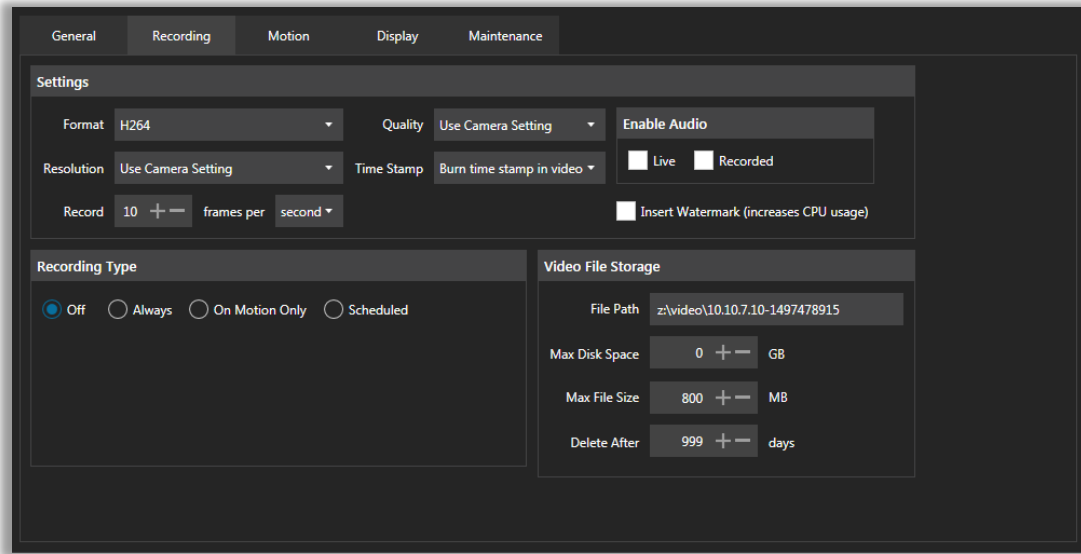 General Recording Motion Display Maintenance
Settings
Format H264 Quality Use Camera Setting Enable Audio
Live Recorded
Resolution Use Camera Setting Time Stamp Burn time stamp in video
Record 10 frames per second Insert Watermark (increases CPU usage)
Recording Type
Off Always On Motion Only Scheduled
Video File Storage
File Path z:\video\10.10.7.10-1497478915
Max Disk Space 0 GB
Max File Size 800 MB
Delete After 999 days